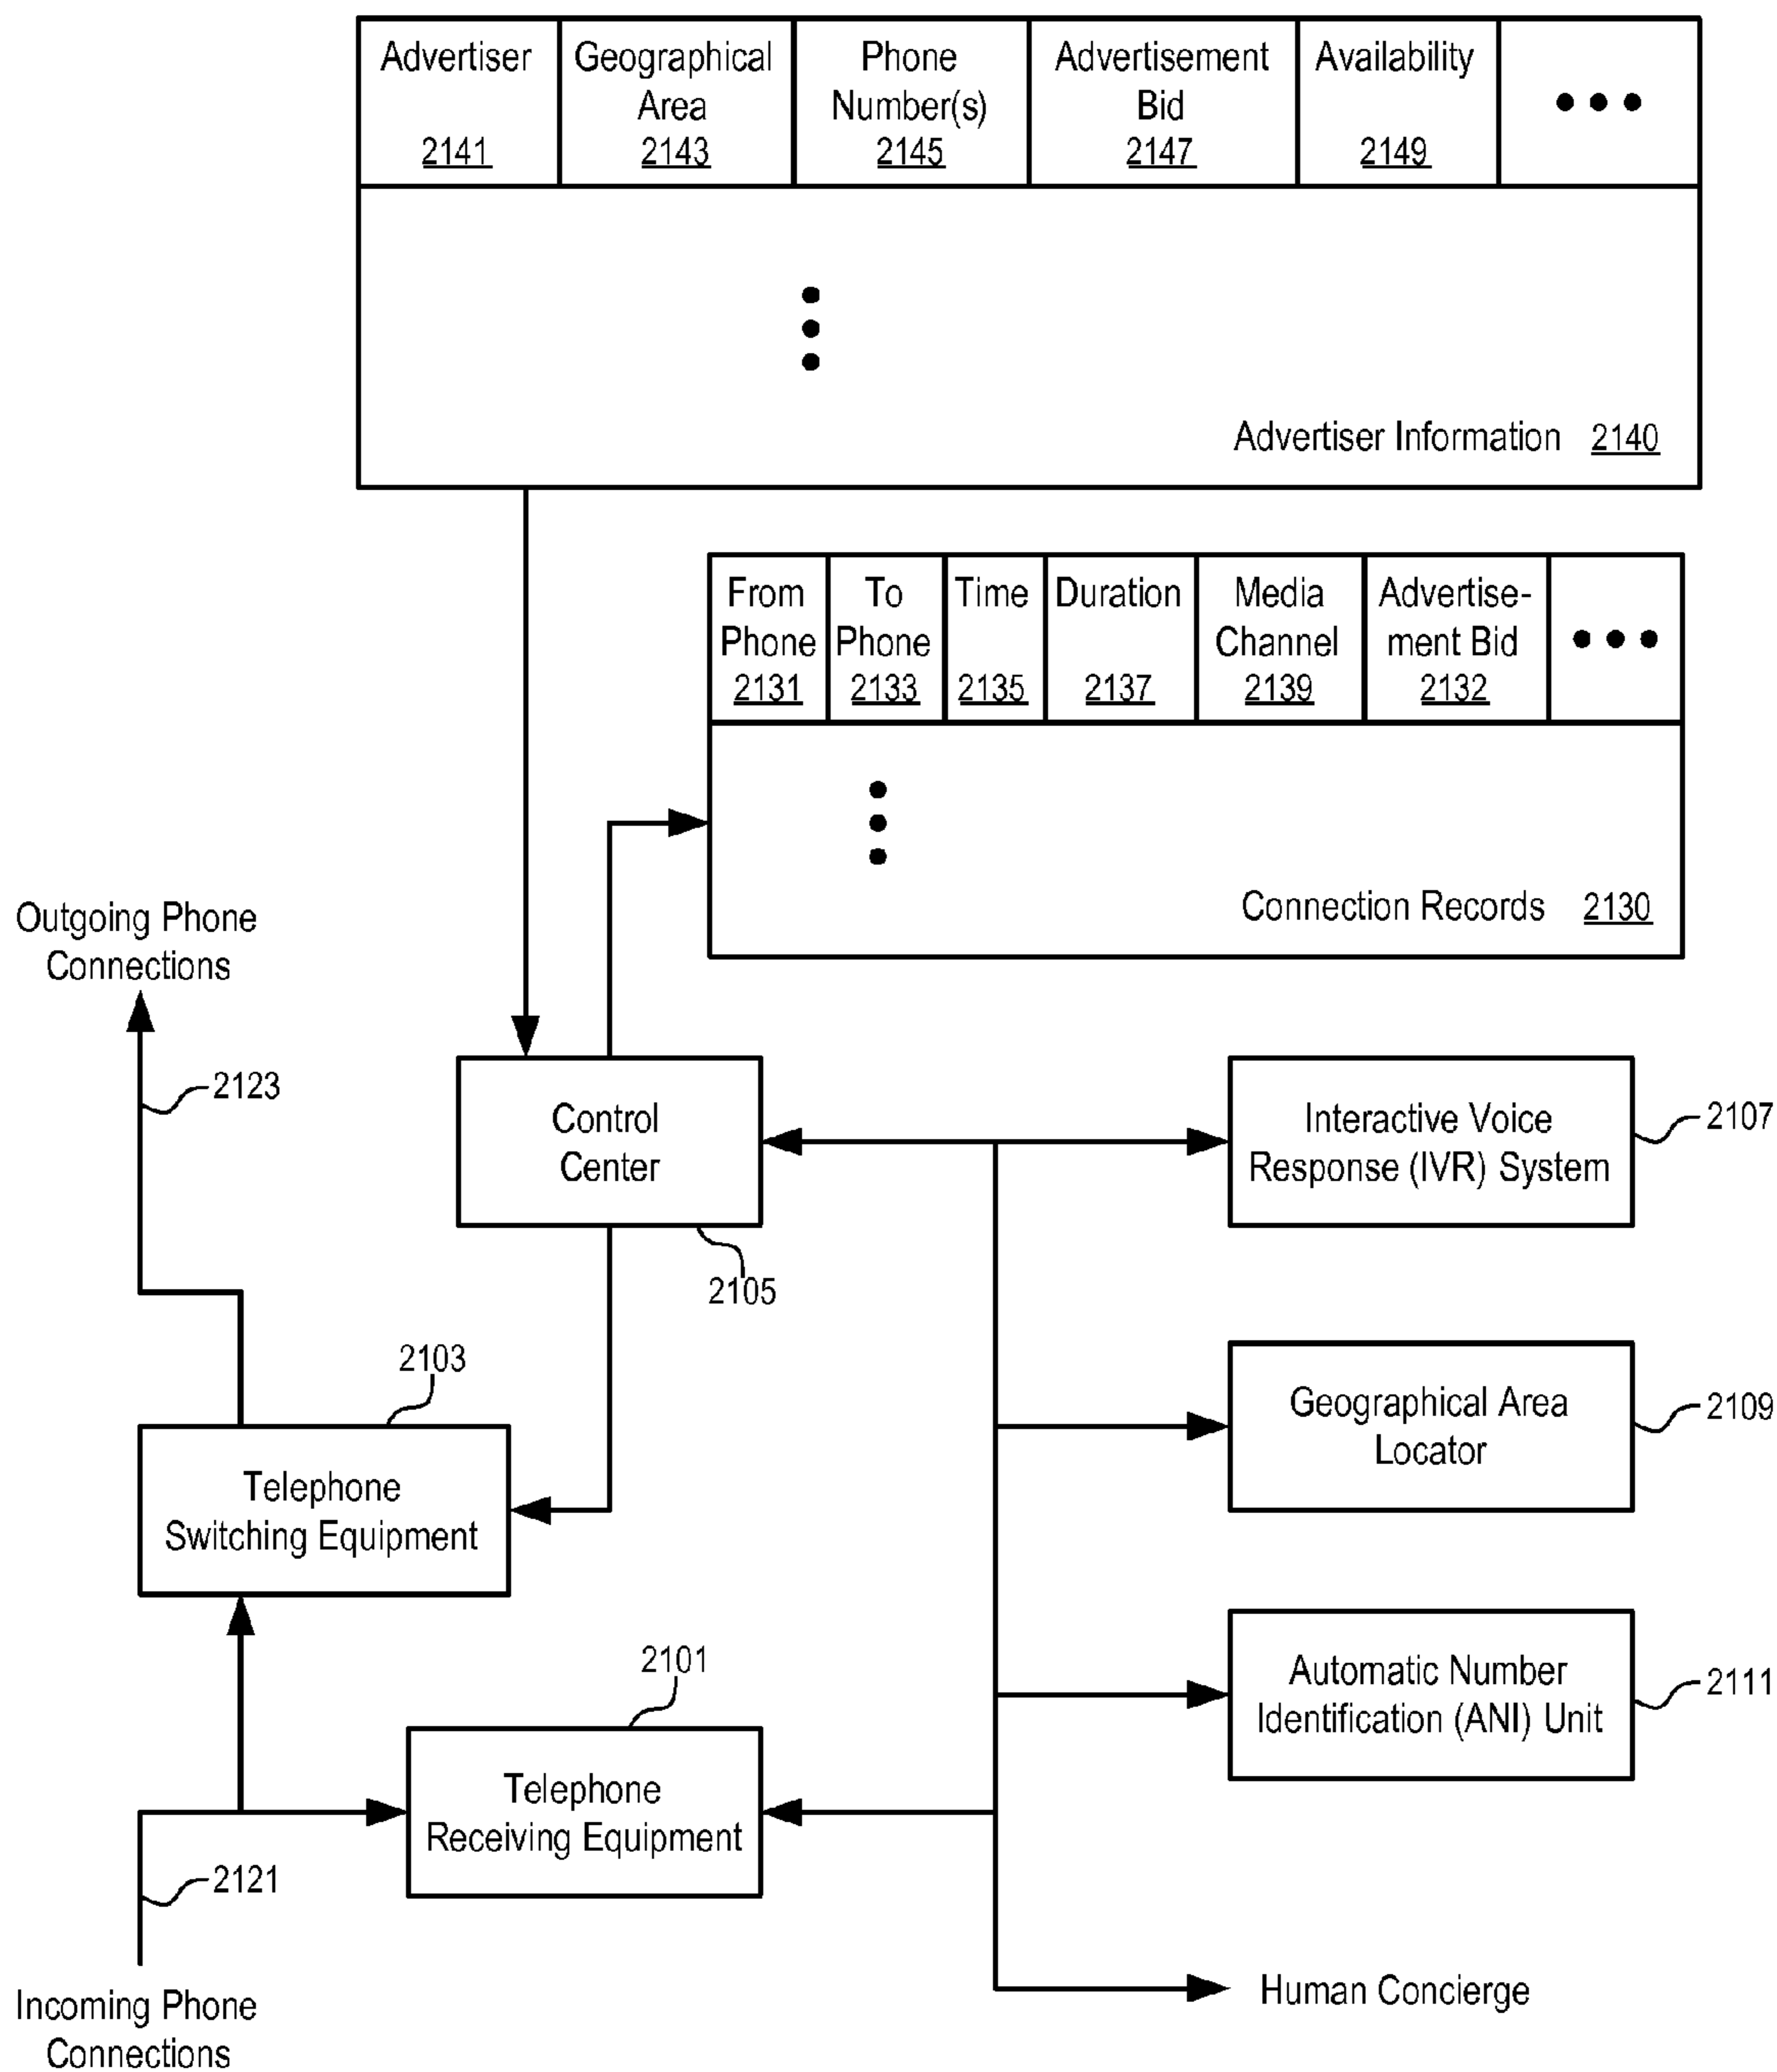 Advertiser
2141
Geographical
Area
2143
Phone
Number(s)
2145
Advertisement
Bid
2147
Availability
2149
Advertiser Information 2140
From
Phone
2131
To
Phone
2133
Time
2135
Duration
2137
Media
Channel
2139
Advertise-
ment Bid
2132
Connection Records 2130
Outgoing Phone
Connections
2123
Control
Center
2105
Interactive Voice
Response (IVR) System
2107
2103
Telephone
Switching Equipment
Geographical Area
Locator
2109
2101
Telephone
Receiving Equipment
Automatic Number
Identification (ANI) Unit
2111
2121
Incoming Phone
Connections
Human Concierge